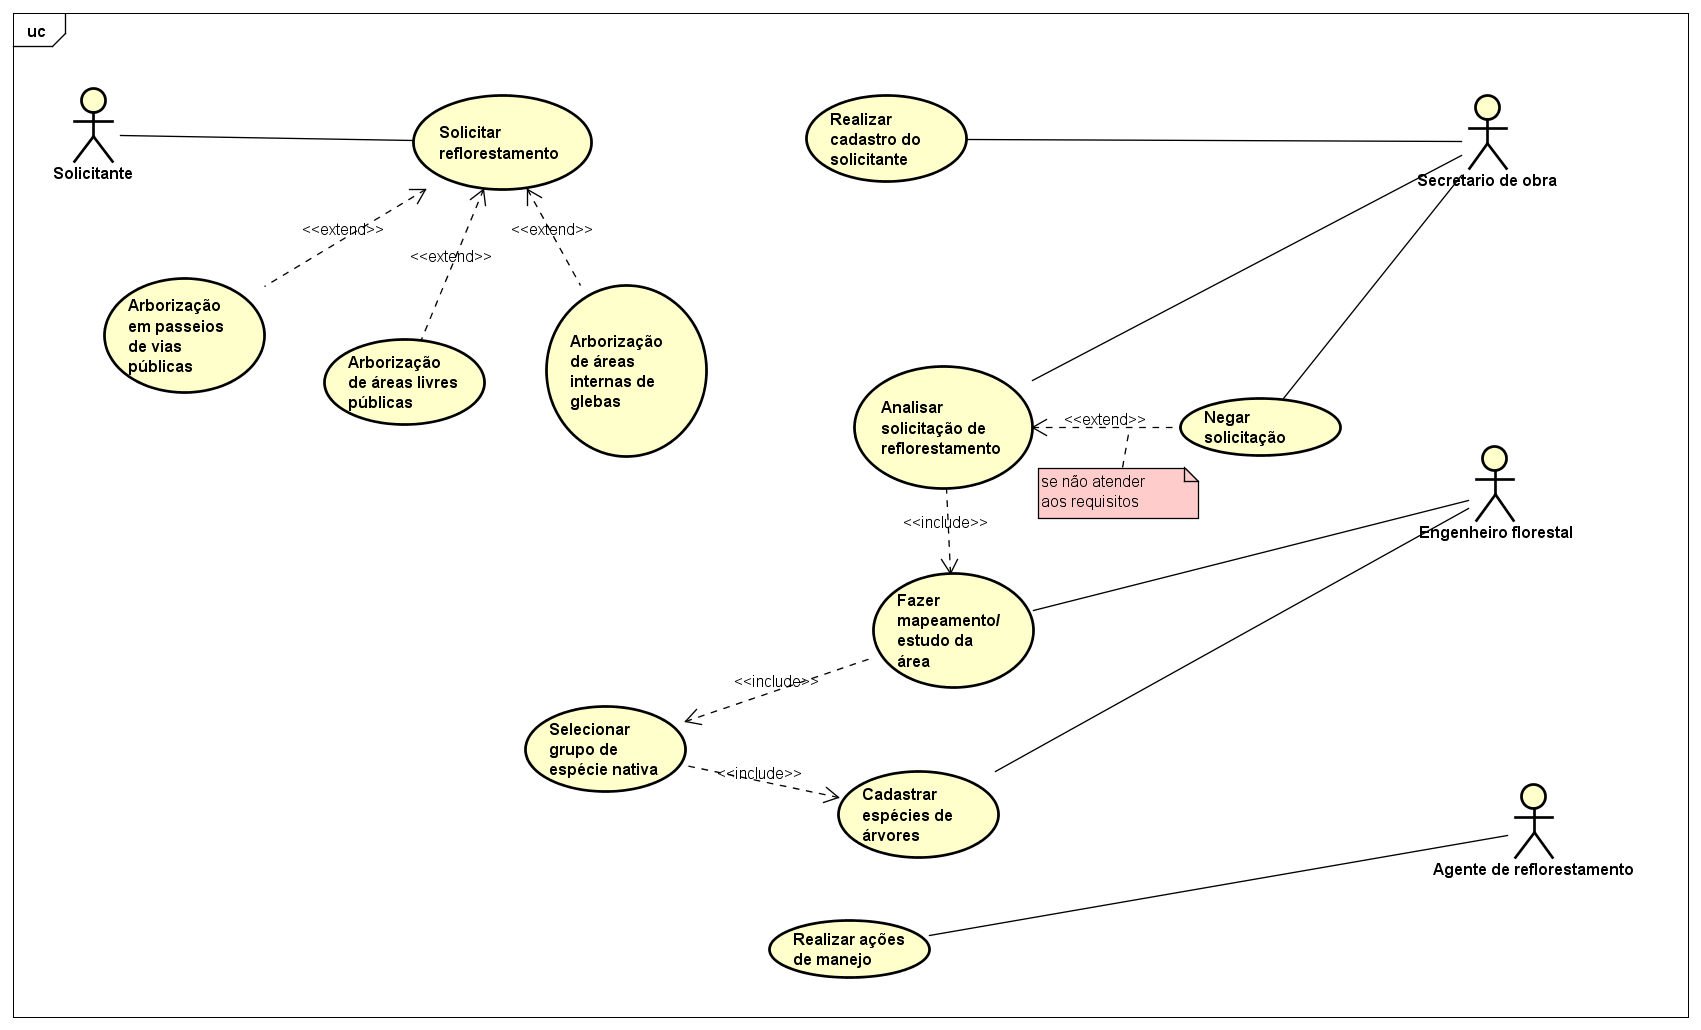 uc
Solicitante
Solicitar
reflorestamento
Realizar
cadastro do
solicitante
Secretario de obra
<<extend>>
<<extend>>
<<extend>>
Arborização
em passeios
de vias
públicas
Arborização
de áreas livres
públicas
Arborização
de áreas
internas de
glebas
Analisar
solicitação de
reflorestamento
<<extend>>
Negar
solicitação
se não atender
aos requisitos
Engenheiro florestal
<<include>>
Fazer
mapeamento/
estudo da
área
<<include>>
Selecionar
grupo de
espécie nativa
<<include>>
Cadastrar
espécies de
árvores
Agente de reflorestamento
Realizar ações
de manejo